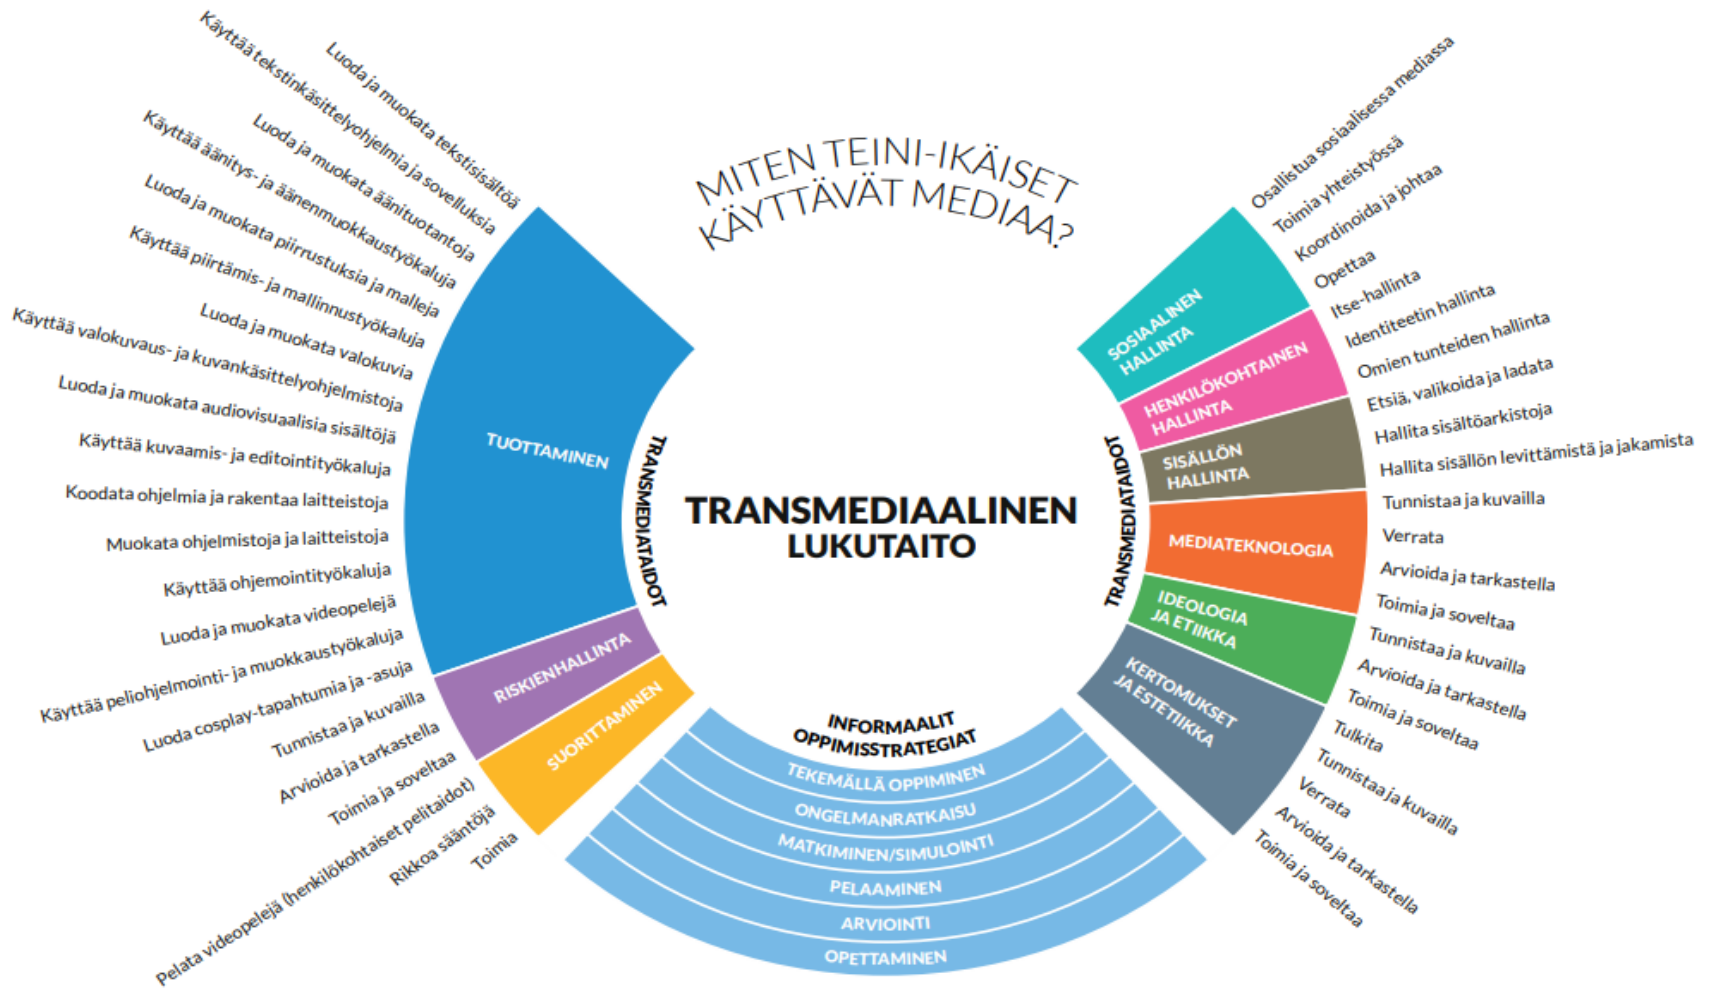 MITEN TEINI-IKÄISET
KÄYTTÄVÄT MEDIAA?
TRANSMEDIAALINEN
LUKUTAITO
TRANSMEDIATAIDOT
TUOTTAMINEN
Luoda ja muokata tekstisisältöä
Käyttää tekstinkäsittelyohjelmia ja sovelluksia
Luoda ja muokata äänituotantoja
Käyttää äänitys- ja äänenmuokkaustyökaluja
Luoda ja muokata piirrustuksia ja malleja
Käyttää piirtämis- ja mallinnustyökaluja
Luoda ja muokata valokuvia
Käyttää valokuvaus- ja kuvankäsittelyohjelmistoja
Luoda ja muokata audiovisuaalisia sisältöjä
Käyttää kuvaamis- ja editointityökaluja
Koodata ohjelmia ja rakentaa laitteistoja
Muokata ohjelmistoja ja laitteistoja
Käyttää ohjemointityökaluja
Luoda ja muokata videopelejä
Käyttää peliohjelmointi- ja muokkaustyökaluja
Luoda cosplay-tapahtumia ja -asuja
RISKIENHALLINTA
Tunnistaa ja kuvailla
Arvioida ja tarkastella
Toimia ja soveltaa
SUORITTAMINEN
Pelata videopelejä (henkilökohtaiset pelitaidot)
Rikkoa sääntöjä
Toimia
TRANSMEDIATAIDOT
SOSIAALINEN
HALLINTA
Osallistua sosiaalisessa mediassa
Toimia yhteistyössä
Koordinoida ja johtaa
Opettaa
HENKILÖKOHTAINEN
HALLINTA
Itse-hallinta
Identiteetin hallinta
Omien tunteiden hallinta
SISÄLLÖN
HALLINTA
Etsiä, valikoida ja ladata
Hallita sisältöarkistoja
Hallita sisällön levittämistä ja jakamista
MEDIATEKNOLOGIA
Tunnistaa ja kuvailla
Verrata
Arvioida ja tarkastella
Toimia ja soveltaa
IDEOLOGIA
JA ETIIKKA
Tunnistaa ja kuvailla
Arvioida ja tarkastella
Toimia ja soveltaa
KERTOMUKSET
JA ESTETIIKKA
Tulkita
Tunnistaa ja kuvailla
Verrata
Arvioida ja tarkastella
Toimia ja soveltaa
INFORMAALIT
OPPIMISSTRATEGIAT
TEKEMÄLLÄ OPPIMINEN
ONGELMANRATKAISU
MATKIMINEN/SIMULOINTI
PELAAMINEN
ARVIOINTI
OPETTAMINEN